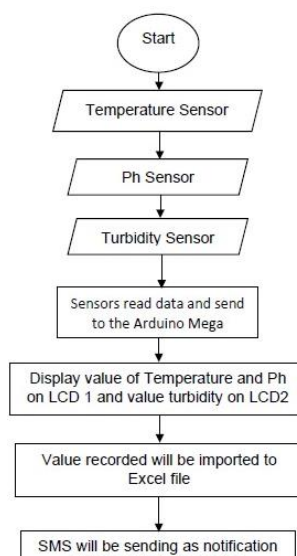 Start
Temperature Sensor
Ph Sensor
Turbidity Sensor
Sensors read data and send
to the Arduino Mega
Display value of Temperature and Ph
on LCD 1 and value turbidity on LCD2
Value recorded will be imported to
Excel file
SMS will be sending as notification